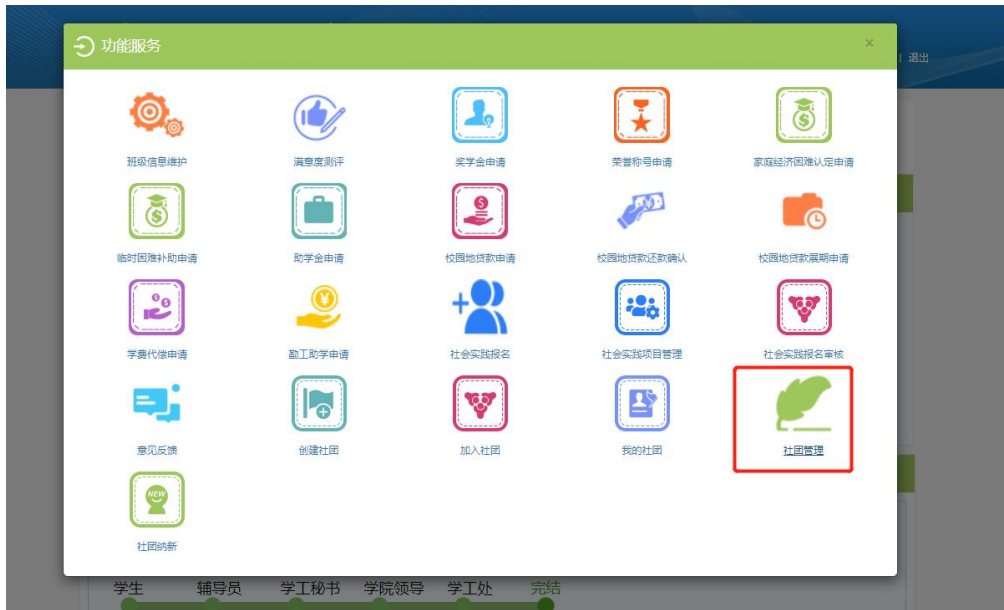 功能服务
×
| 退出
班级信息维护
满意度测评
奖学金申请
荣誉称号申请
家庭经济困难认定申请
临时困难补助申请
助学金申请
校园地贷款申请
校园地贷款还款确认
校园地贷款展期申请
学费代偿申请
勤工助学申请
社会实践报名
社会实践项目管理
社会实践报名审核
意见反馈
创建社团
加入社团
我的社团
社团管理
NEW
社团纳新
学生 辅导员 学工秘书 学院领导 学工处 完结